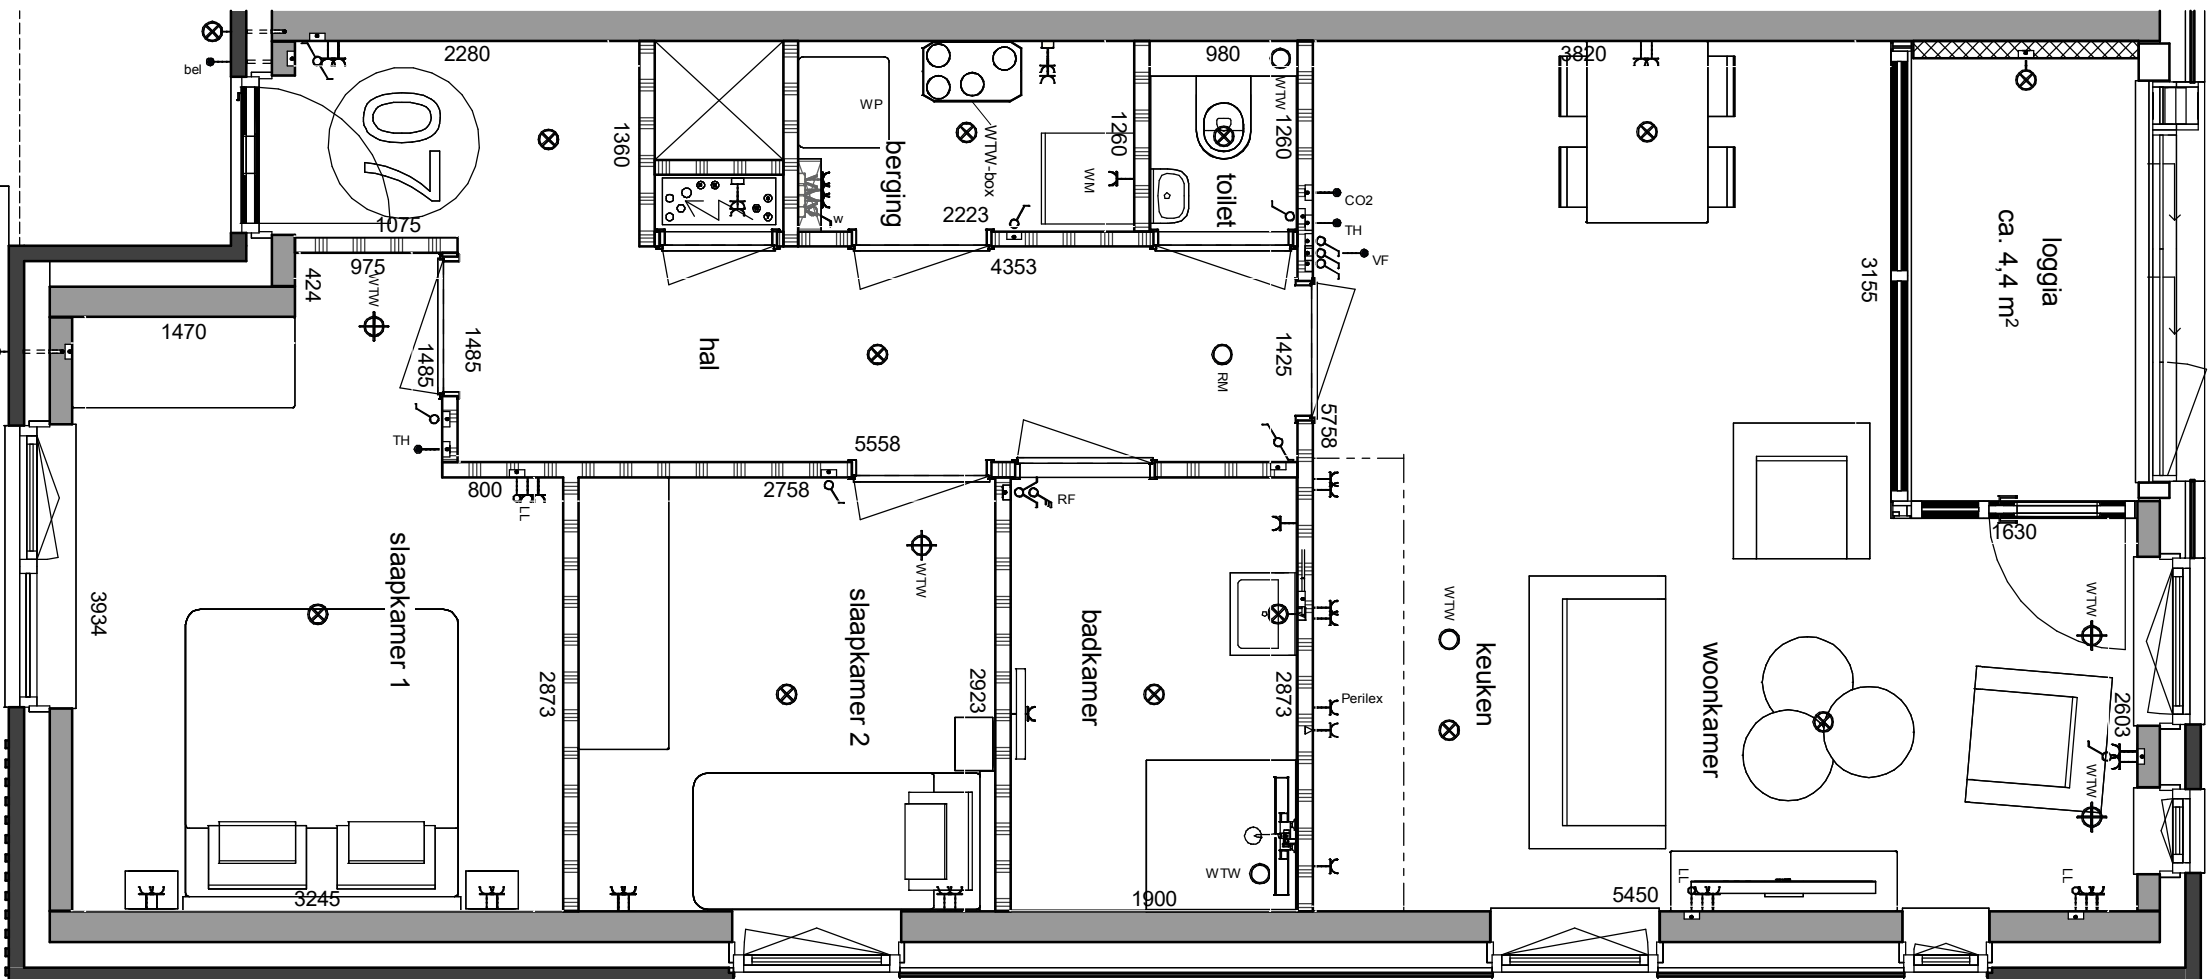 bel
2280
70
1360
1075
975
424
WTW
1470
1485
1485
TH
3934
800
LL
slaapkamer 1
3245
2873
hal
5558
2758
WP
berging
WTW-box
1260
WM
w
2223
4353
980
WTW
1260
toilet
RM
1425
CO2
TH
VF
5758
RF
WTW
slaapkamer 2
2923
badkamer
2873
WTW
1900
3820
3155
loggia
ca. 4,4 m²
1630
WTW
keuken
Perilex
woonkamer
WTW
2603
WTW
LL
LL
5450